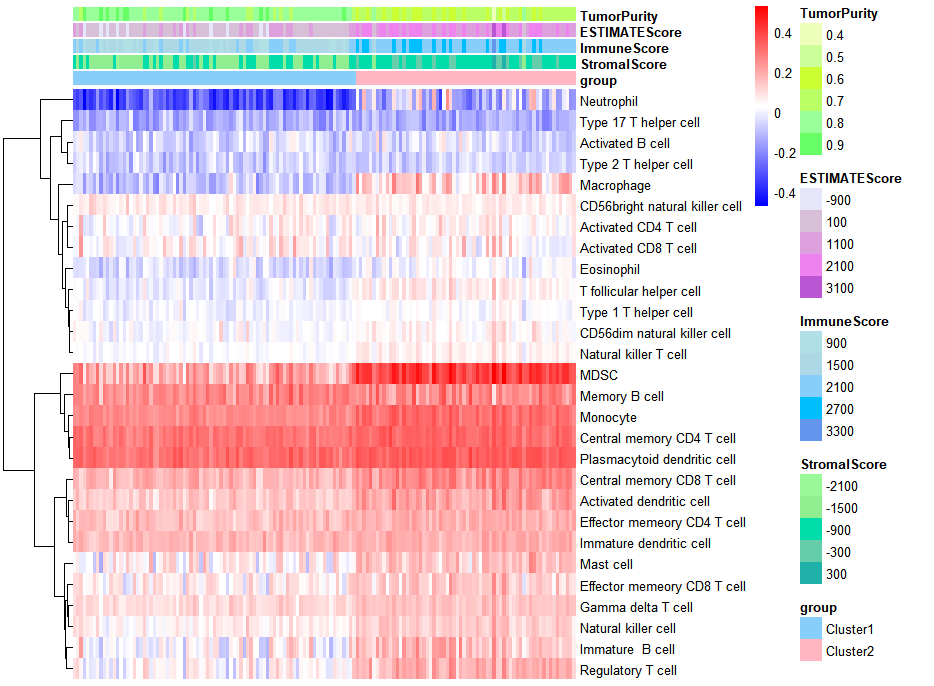 TumorPurity
ESTIMATEScore
ImmuneScore
StromalScore
group
Neutrophil
Type 17 T helper cell
Activated B cell
Type 2 T helper cell
Macrophage
CD56bright natural killer cell
Activated CD4 T cell
Activated CD8 T cell
Eosinophil
T follicular helper cell
Type 1 T helper cell
CD56dim natural killer cell
Natural killer T cell
MDSC
Memory B cell
Monocyte
Central memory CD4 T cell
Plasmacytoid dendritic cell
Central memory CD8 T cell
Activated dendritic cell
Effector memeory CD4 T cell
Immature dendritic cell
Mast cell
Effector memeory CD8 T cell
Gamma delta T cell
Natural killer cell
Immature  B cell
Regulatory T cell
0.4
0.2
0
-0.2
-0.4
TumorPurity
0.4
0.5
0.6
0.7
0.8
0.9
ESTIMATEScore
-900
100
1100
2100
3100
ImmuneScore
900
1500
2100
2700
3300
StromalScore
-2100
-1500
-900
-300
300
group
Cluster1
Cluster2